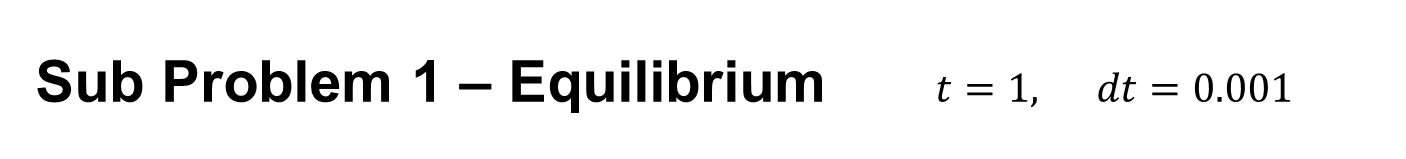 Sub Problem 1 – Equilibrium t = 1, dt = 0.001